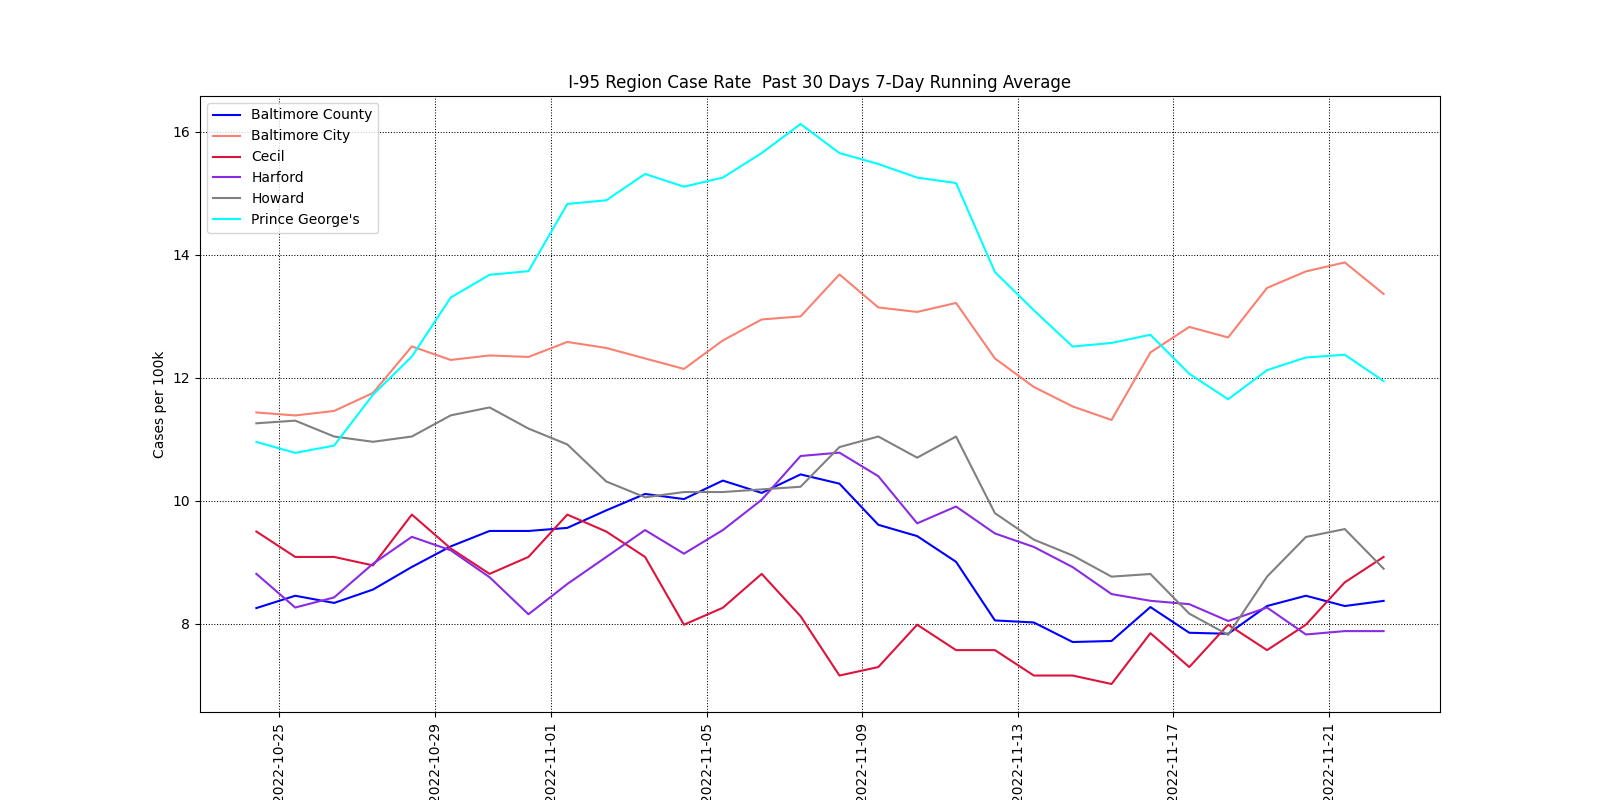 I-95 Region Case Rate  Past 30 Days 7-Day Running Average
Baltimore County
Baltimore City
Cecil
Harford
Howard
Prince George's
Cases per 100k
16
14
12
10
8
2022-10-25
2022-10-29
2022-11-01
2022-11-05
2022-11-09
2022-11-13
2022-11-17
2022-11-21